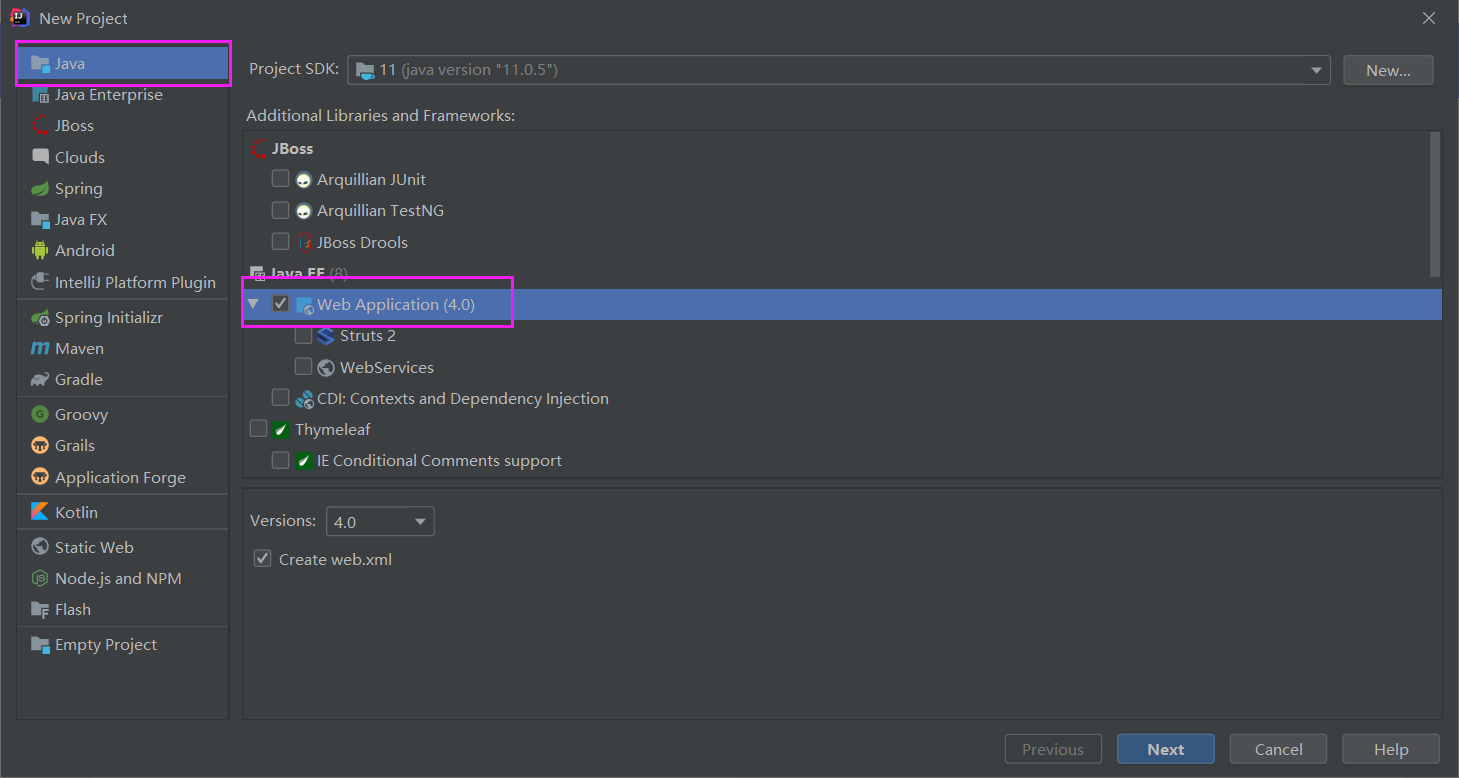 New Project
Java
Java Enterprise
JBoss
Clouds
Spring
Java FX
Android
IntelliJ Platform Plugin
Spring Initializr
Maven
Gradle
Groovy
Grails
Application Forge
Kotlin
Static Web
Node.js and NPM
Flash
Empty Project
Project SDK: 11 (java version "11.0.5") New...
Additional Libraries and Frameworks:
JBoss
Arquillian JUnit
Arquillian TestNG
JBoss Drools
Java EE (8)
Web Application (4.0)
Struts 2
WebServices
CDI: Contexts and Dependency Injection
Thymeleaf
IE Conditional Comments support
Versions: 4.0
Create web.xml
Previous Next Cancel Help